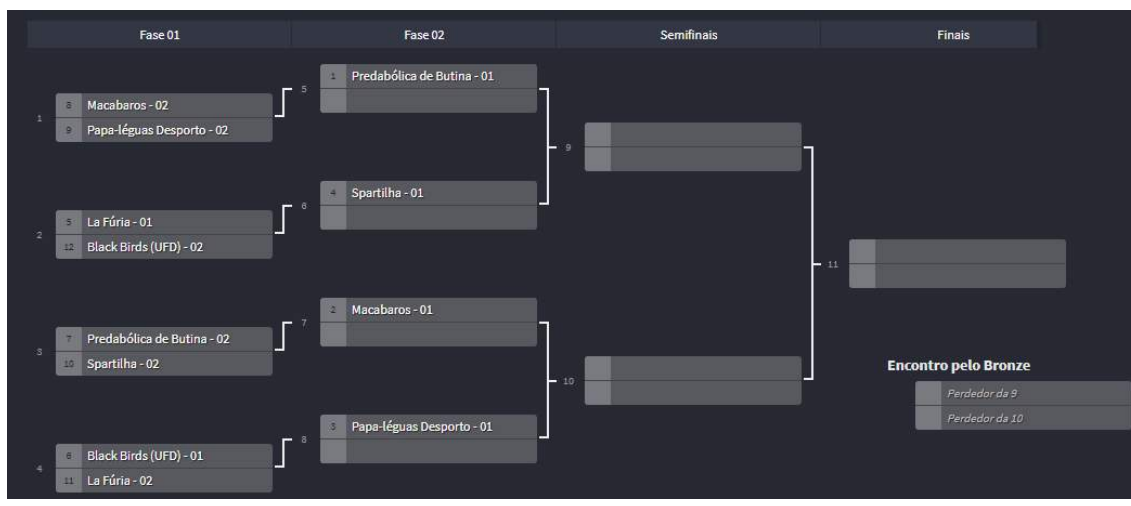 Fase 01
Fase 02
Semifinais
Finais
1
8 Macabaros - 02
9 Papa-léguas Desporto - 02
2
5 La Fúria - 01
12 Black Birds (UFD) - 02
3
7 Predabólica de Butina - 02
10 Spartilha - 02
4
6 Black Birds (UFD) - 01
11 La Fúria - 02
5
1 Predabólica de Butina - 01
6
4 Spartilha - 01
7
2 Macabaros - 01
8
3 Papa-léguas Desporto - 01
9
10
11
Encontro pelo Bronze
Perdedor da 9
Perdedor da 10